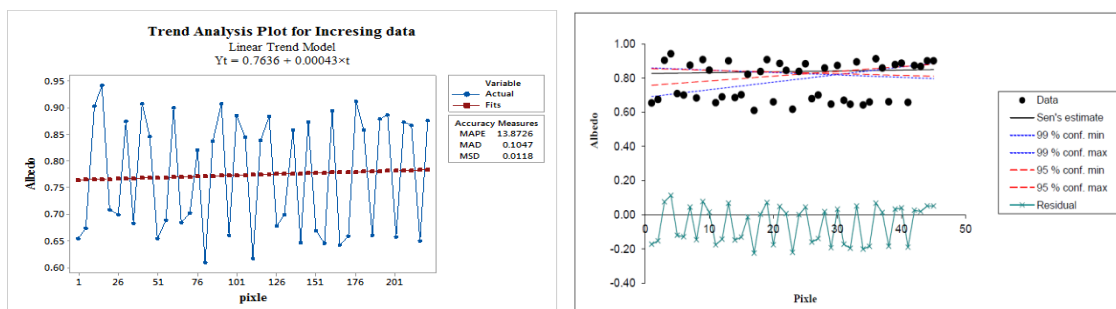 Trend Analysis Plot for Incresing data
Linear Trend Model
Yt = 0.7636 + 0.00043×t
0.95
0.90
0.85
0.80
0.75
0.70
0.65
0.60
Albedo
1 26 51 76 101 126 151 176 201
pixle
Variable
Actual
Fits
Accuracy Measures
MAPE 13.8726
MAD 0.1047
MSD 0.0118
1.00
0.80
0.60
0.40
0.20
0.00
-0.20
-0.40
Albedo
0 10 20 30 40 50
Pixle
Data
Sen's estimate
99 % conf. min
99 % conf. max
95 % conf. min
95 % conf. max
Residual